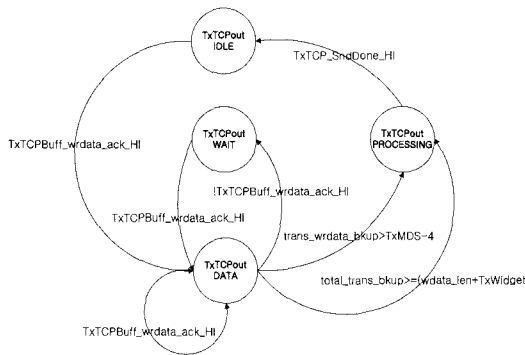 TxTCPout
IDLE
TxTCP_SndDone_HI
TxTCPout
WAIT
TxTCPout
PROCESSING
TxTCPBuff_wrdata_ack_HI
!TxTCPBuff_wrdata_ack_HI
TxTCPBuff_wrdata_ack_HI
trans_wrdata_bkup>TxMDS-4
TxTCPout
DATA
total_trans_bkup>=(wdata_len+TxWidget
TxTCPBuff_wrdata_ack_HI